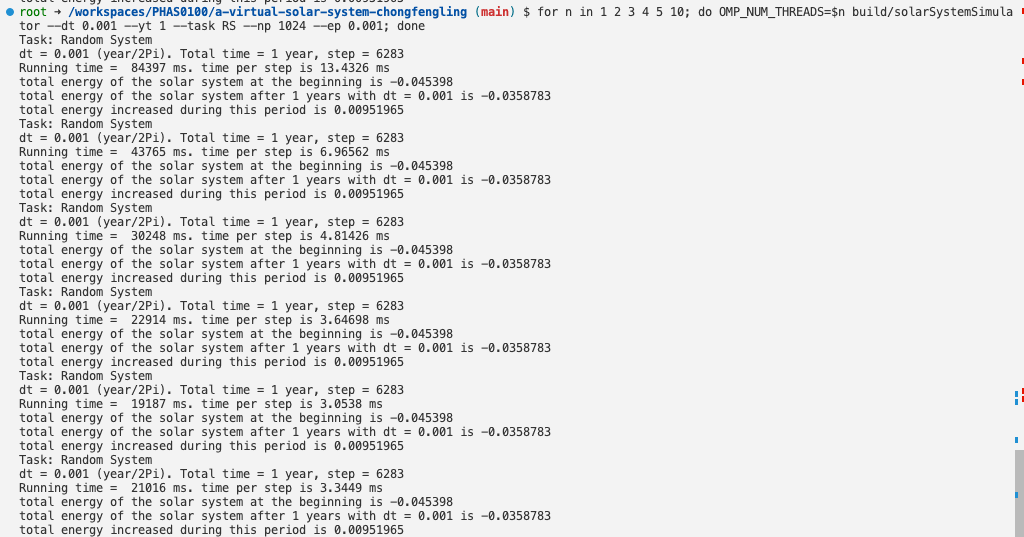 root → /workspaces/PHAS0100/a-virtual-solar-system-chongfengling (main) $ for n in 1 2 3 4 5 10; do OMP_NUM_THREADS=$n build/solarSystemSimula
tor --dt 0.001 --yt 1 --task RS --np 1024 --ep 0.001; done
Task: Random System
dt = 0.001 (year/2Pi). Total time = 1 year, step = 6283
Running time =  84397 ms. time per step is 13.4326 ms
total energy of the solar system at the beginning is -0.045398
total energy of the solar system after 1 years with dt = 0.001 is -0.0358783
total energy increased during this period is 0.00951965
Task: Random System
dt = 0.001 (year/2Pi). Total time = 1 year, step = 6283
Running time =  43765 ms. time per step is 6.96562 ms
total energy of the solar system at the beginning is -0.045398
total energy of the solar system after 1 years with dt = 0.001 is -0.0358783
total energy increased during this period is 0.00951965
Task: Random System
dt = 0.001 (year/2Pi). Total time = 1 year, step = 6283
Running time =  30248 ms. time per step is 4.81426 ms
total energy of the solar system at the beginning is -0.045398
total energy of the solar system after 1 years with dt = 0.001 is -0.0358783
total energy increased during this period is 0.00951965
Task: Random System
dt = 0.001 (year/2Pi). Total time = 1 year, step = 6283
Running time =  22914 ms. time per step is 3.64698 ms
total energy of the solar system at the beginning is -0.045398
total energy of the solar system after 1 years with dt = 0.001 is -0.0358783
total energy increased during this period is 0.00951965
Task: Random System
dt = 0.001 (year/2Pi). Total time = 1 year, step = 6283
Running time =  19187 ms. time per step is 3.0538 ms
total energy of the solar system at the beginning is -0.045398
total energy of the solar system after 1 years with dt = 0.001 is -0.0358783
total energy increased during this period is 0.00951965
Task: Random System
dt = 0.001 (year/2Pi). Total time = 1 year, step = 6283
Running time =  21016 ms. time per step is 3.3449 ms
total energy of the solar system at the beginning is -0.045398
total energy of the solar system after 1 years with dt = 0.001 is -0.0358783
total energy increased during this period is 0.00951965